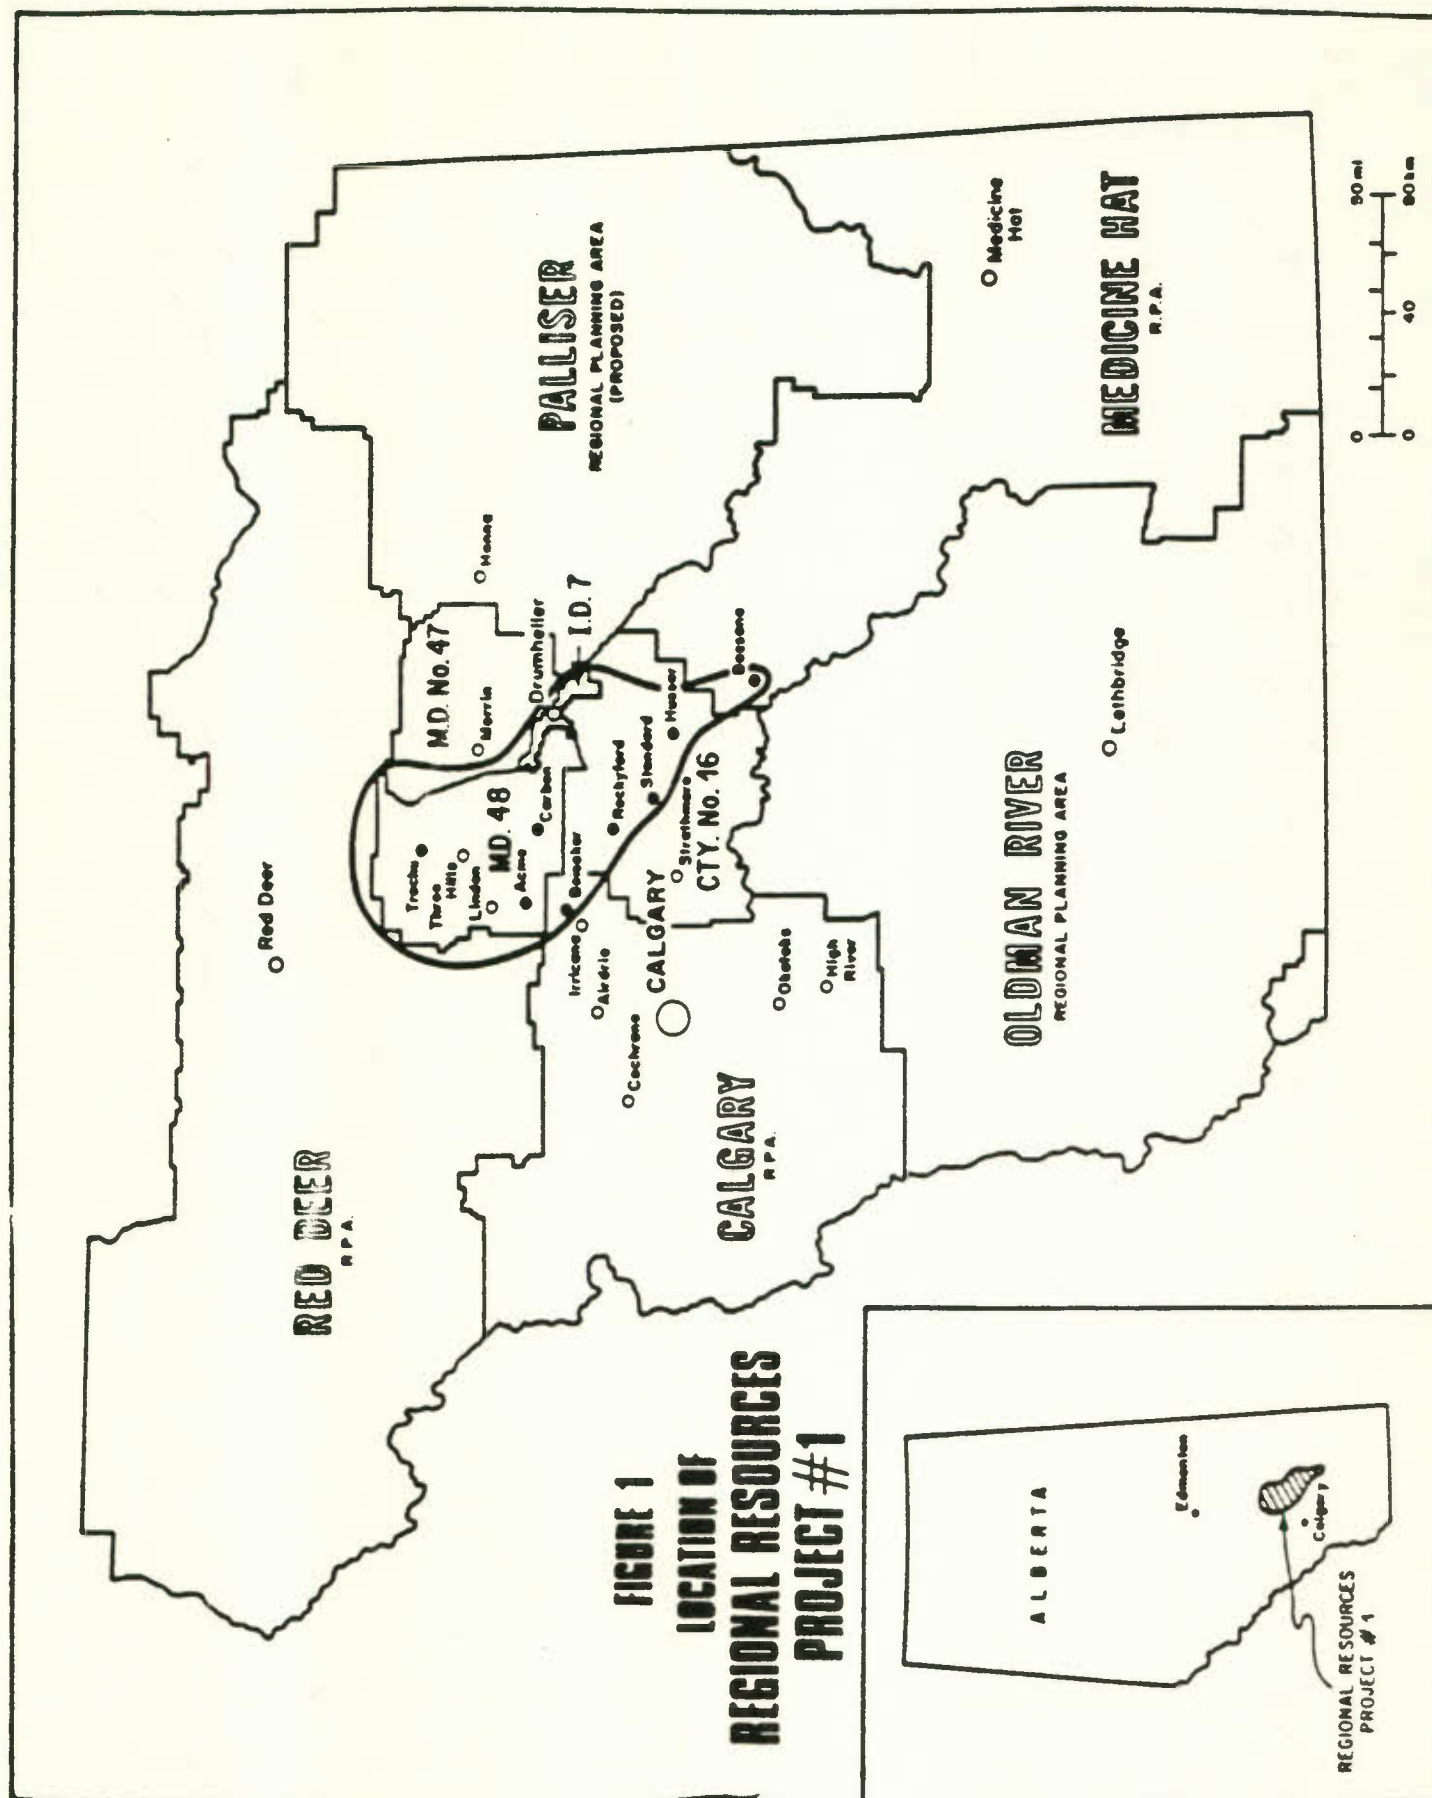 RED DEER
R.P.A.
Red Deer
PALLISER
REGIONAL PLANNING AREA
(PROPOSED)
Hanna
M.D. No. 47
Morrin
Drumheller
I.D. 7
Trochu
Three
Hills
Linden
M.D. 48
Acme
Carbon
Beiseker
Irricana
Airdrie
Rockyford
Standard
Hussar
Bassano
Strathmore
CTY. No. 16
CALGARY
Cochrane
Okotoks
High
River
CALGARY
R.P.A.
OLDMAN RIVER
REGIONAL PLANNING AREA
Lethbridge
Medicine
Hat
MEDICINE HAT
R.P.A.
0 50 mi
0 40 80 km
FIGURE 1
LOCATION OF
REGIONAL RESOURCES
PROJECT #1
ALBERTA
Edmonton
Calgary
REGIONAL RESOURCES
PROJECT #1